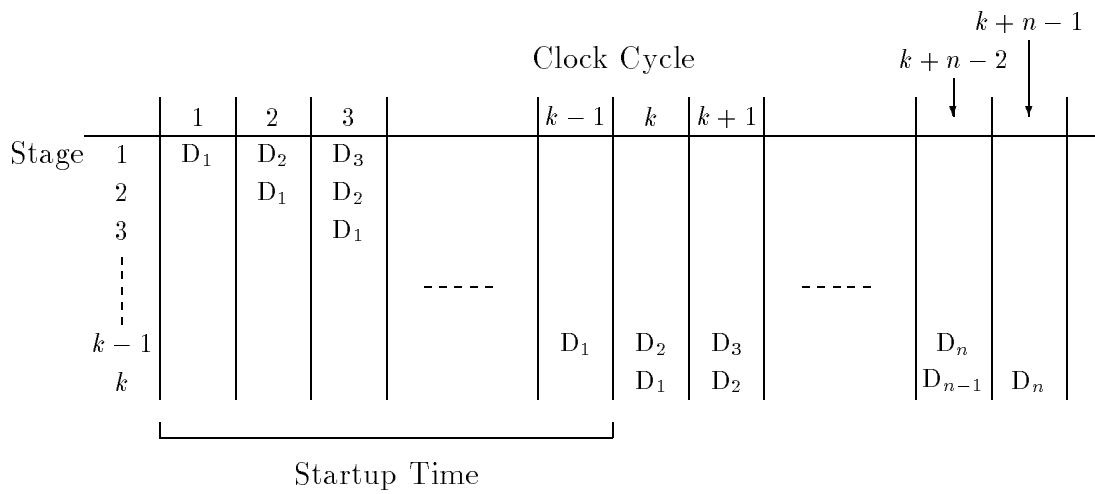 k + n − 1
Clock Cycle
k + n − 2
1 2 3 k − 1 k k + 1
Stage 1 D₁ D₂ D₃
2 D₁ D₂
3 D₁
k − 1 D₁ D₂ D₃ Dₙ
k D₁ D₂ Dₙ₋₁ Dₙ
Startup Time